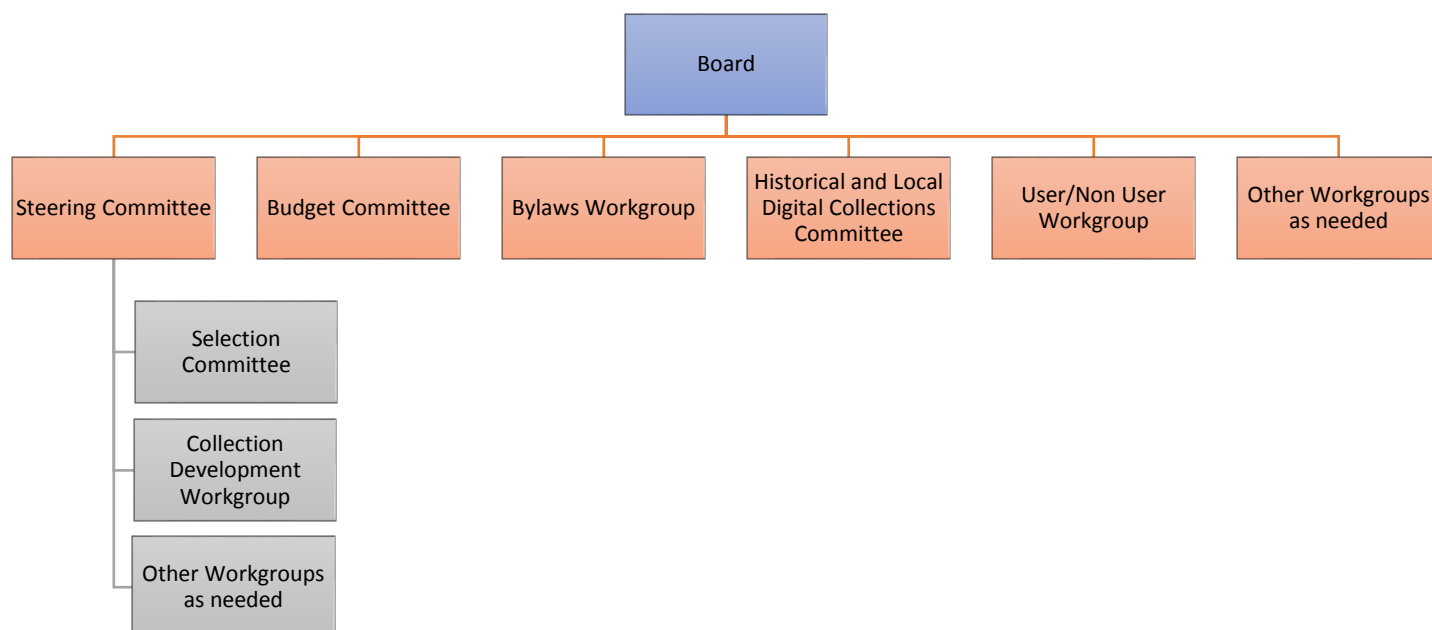 Board
Steering Committee
Budget Committee
Bylaws Workgroup
Historical and Local
Digital Collections
Committee
User/Non User
Workgroup
Other Workgroups
as needed
Selection
Committee
Collection
Development
Workgroup
Other Workgroups
as needed